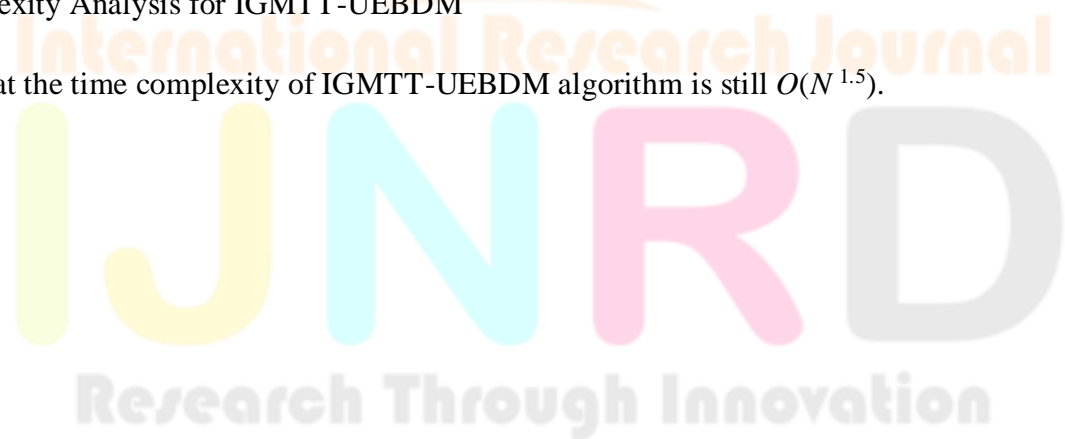 exity Analysis for IGMTT-UEBDM
International Research Journal
at the time complexity of IGMTT-UEBDM algorithm is still O(N 1.5).
IJNRD
Research Through Innovation